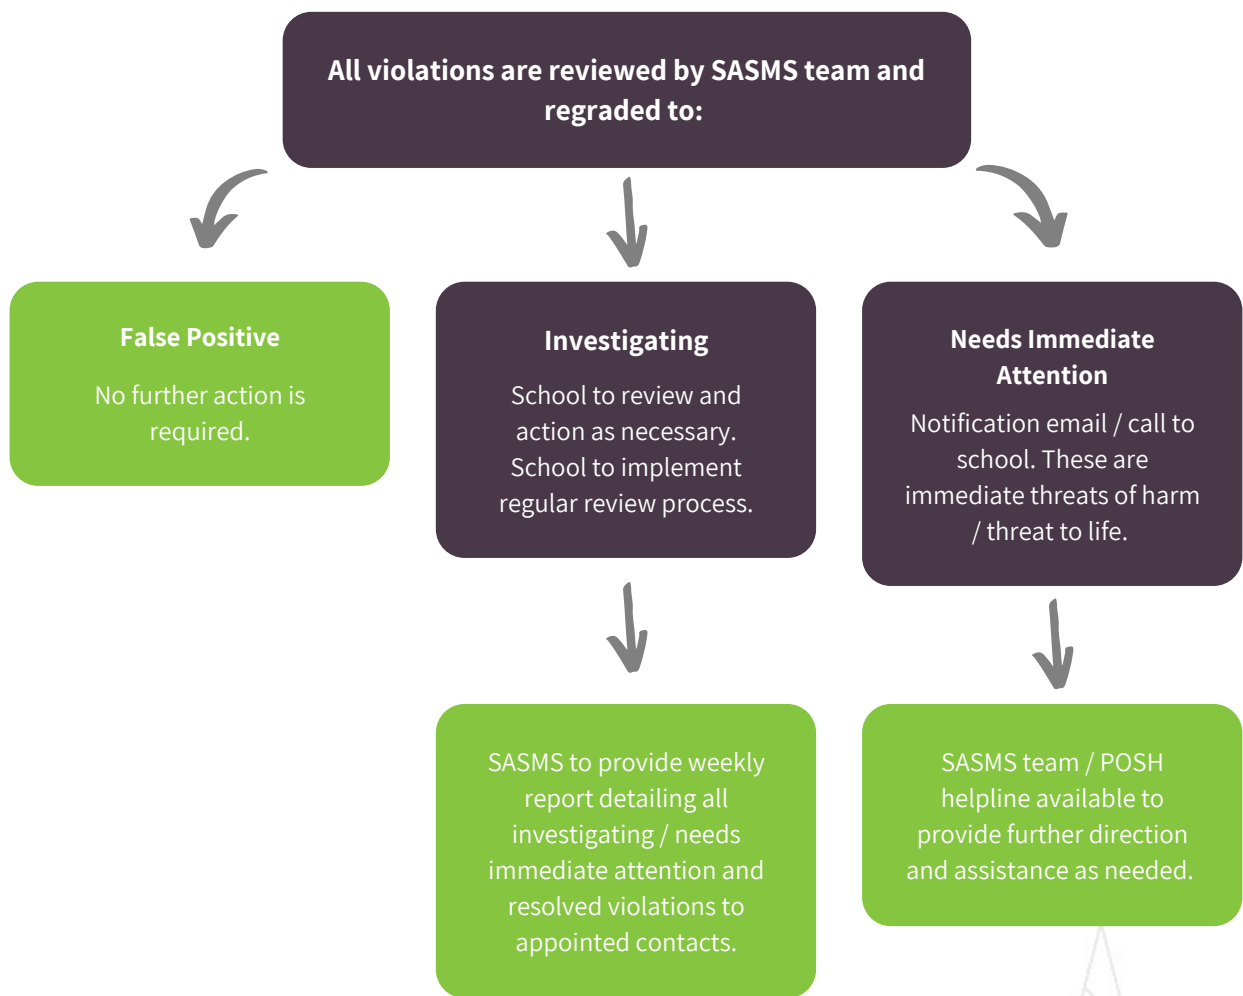 All violations are reviewed by SASMS team and
regraded to:
False Positive
No further action is
required.
Investigating
School to review and
action as necessary.
School to implement
regular review process.
Needs Immediate
Attention
Notification email / call to
school. These are
immediate threats of harm
/ threat to life.
SASMS to provide weekly
report detailing all
investigating / needs
immediate attention and
resolved violations to
appointed contacts.
SASMS team / POSH
helpline available to
provide further direction
and assistance as needed.